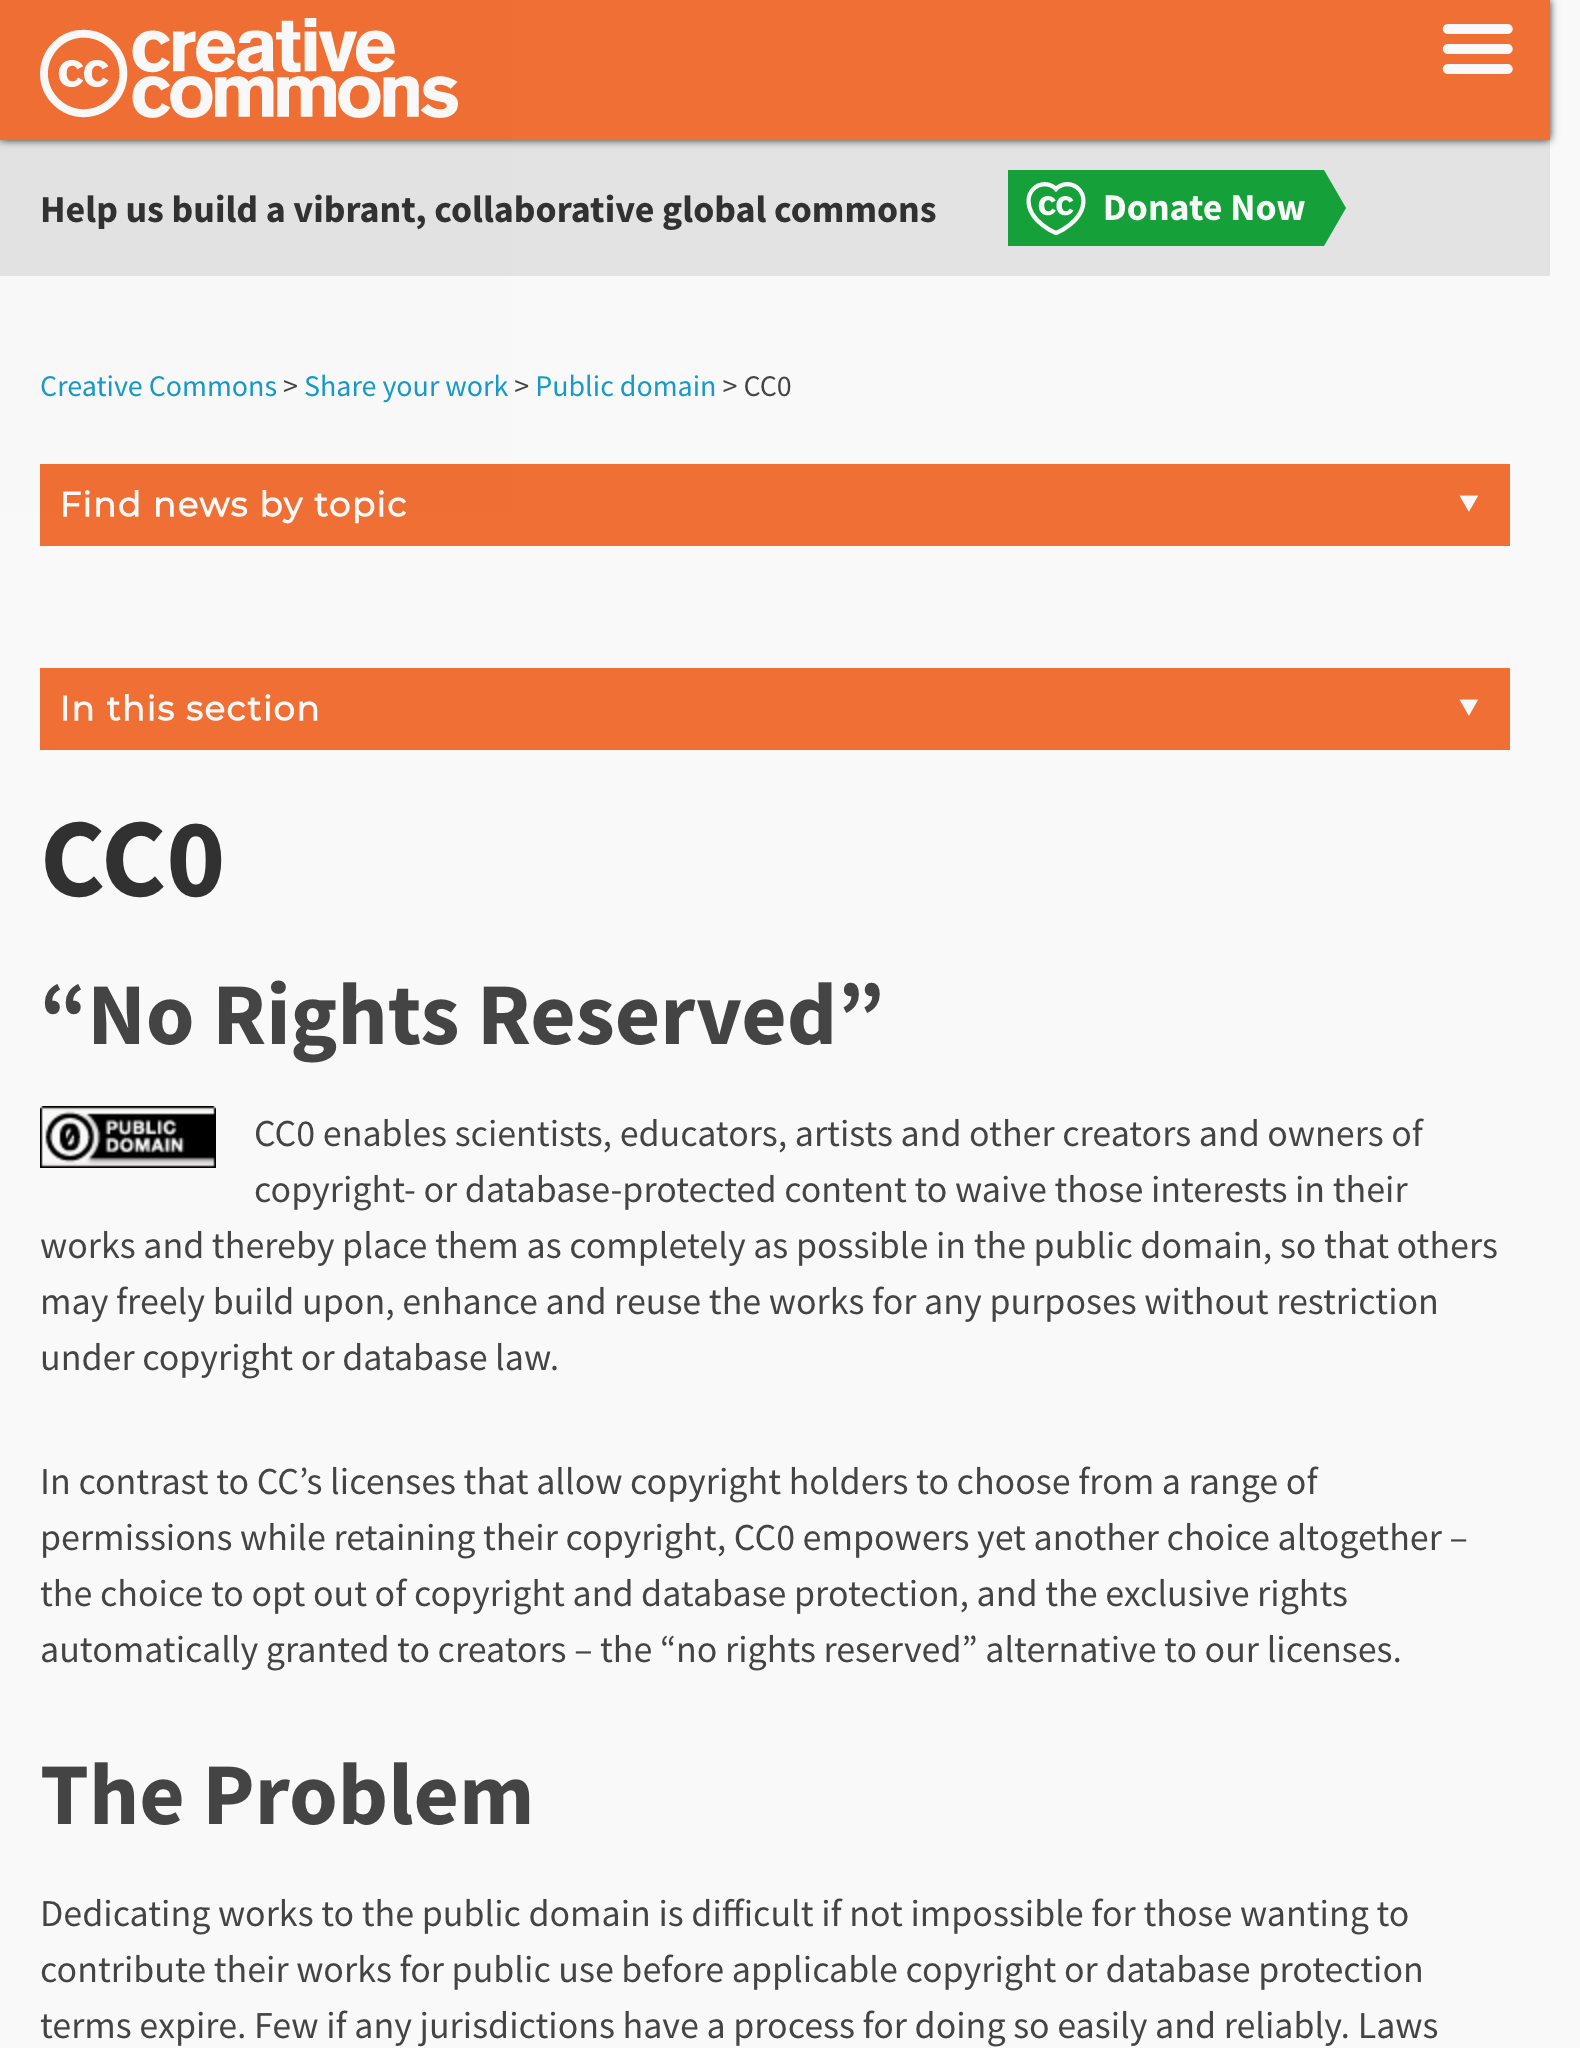 cc creative
commons
Help us build a vibrant, collaborative global commons
cc Donate Now
Creative Commons > Share your work > Public domain > CC0
Find news by topic
In this section
CC0
“No Rights Reserved”
0 PUBLIC
DOMAIN
CC0 enables scientists, educators, artists and other creators and owners of
copyright- or database-protected content to waive those interests in their
works and thereby place them as completely as possible in the public domain, so that others
may freely build upon, enhance and reuse the works for any purposes without restriction
under copyright or database law.
In contrast to CC’s licenses that allow copyright holders to choose from a range of
permissions while retaining their copyright, CC0 empowers yet another choice altogether –
the choice to opt out of copyright and database protection, and the exclusive rights
automatically granted to creators – the “no rights reserved” alternative to our licenses.
The Problem
Dedicating works to the public domain is difficult if not impossible for those wanting to
contribute their works for public use before applicable copyright or database protection
terms expire. Few if any jurisdictions have a process for doing so easily and reliably. Laws